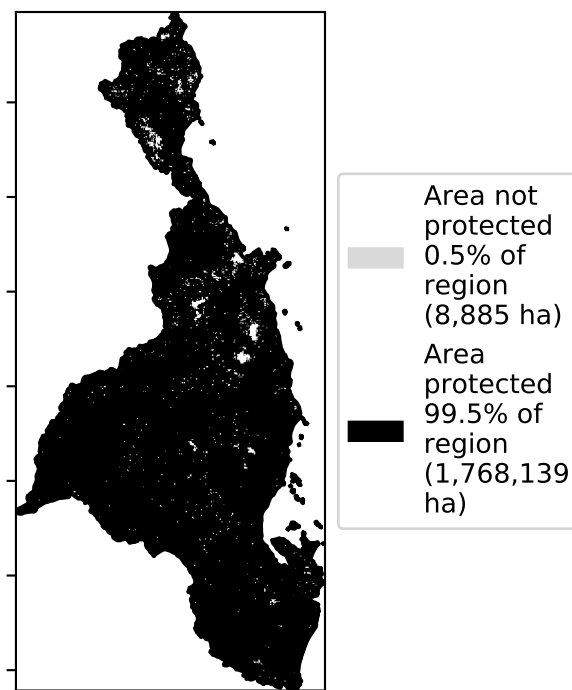 Area not
protected
0.5% of
region
(8,885 ha)
Area
protected
99.5% of
region
(1,768,139
ha)